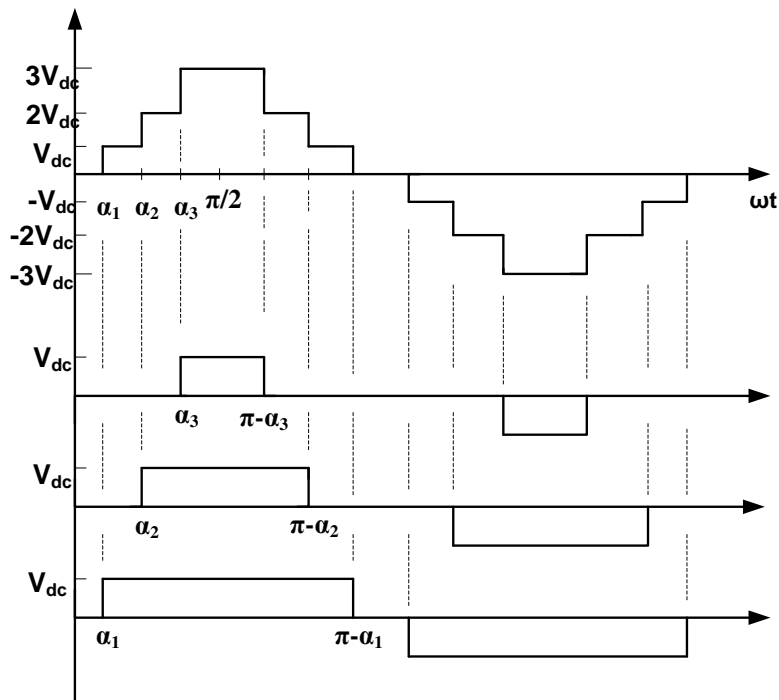 3Vdc
2Vdc
Vdc
-Vdc
α1 α2 α3 π/2
ωt
-2Vdc
-3Vdc
Vdc
α3 π-α3
Vdc
α2 π-α2
Vdc
α1 π-α1